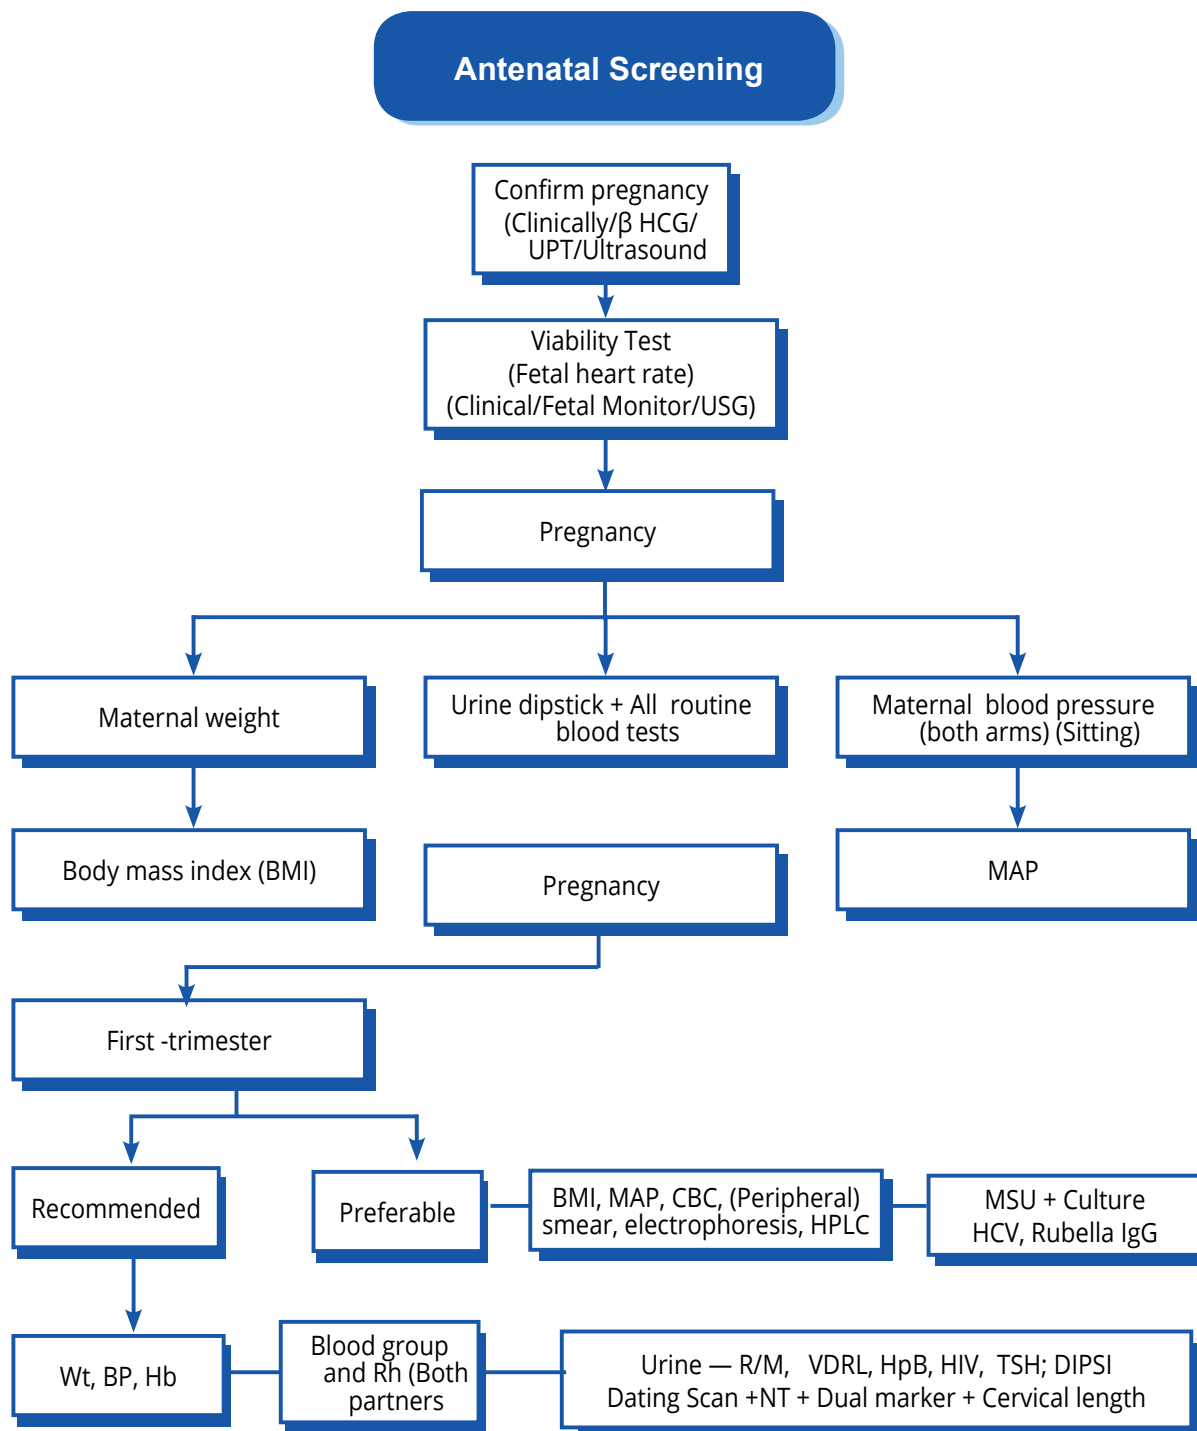 Antenatal Screening
Confirm pregnancy
(Clinically/β HCG/
UPT/Ultrasound
Viability Test
(Fetal heart rate)
(Clinical/Fetal Monitor/USG)
Pregnancy
Maternal weight
Urine dipstick + All routine
blood tests
Maternal blood pressure
(both arms) (Sitting)
Body mass index (BMI)
Pregnancy
MAP
First -trimester
Recommended
Preferable
BMI, MAP, CBC, (Peripheral)
smear, electrophoresis, HPLC
MSU + Culture
HCV, Rubella IgG
Wt, BP, Hb
Blood group
and Rh (Both
partners
Urine — R/M, VDRL, HpB, HIV, TSH; DIPSI
Dating Scan +NT + Dual marker + Cervical length